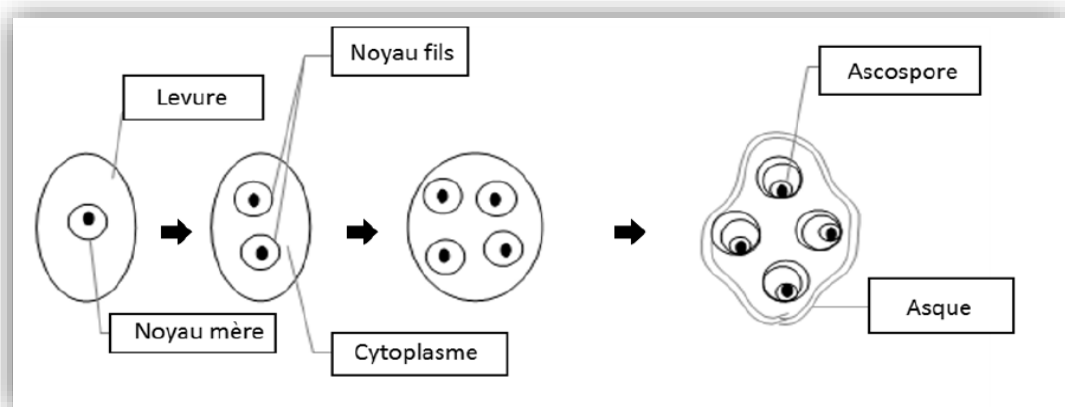 Noyau fils
Ascospore
Levure
Noyau mère
Cytoplasme
Asque